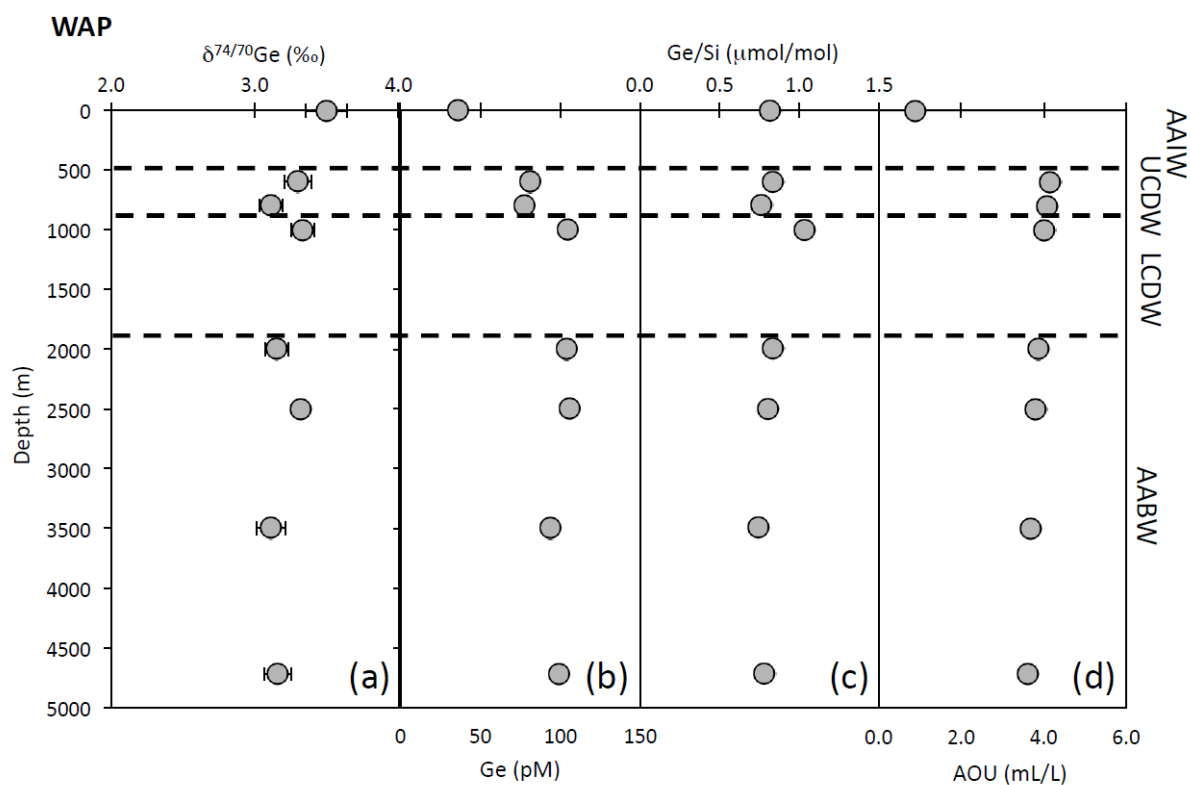 WAP
δ74/70Ge (‰)
Ge/Si (μmol/mol)
2.0 3.0 4.0 0.0 0.5 1.0 1.5
0
500
1000
1500
2000
2500
3000
3500
4000
4500
5000
Depth (m)
AAIW
UCDW
LCDW
AABW
(a) (b) (c) (d)
0 50 100 150 0.0 2.0 4.0 6.0
Ge (pM)
AOU (mL/L)